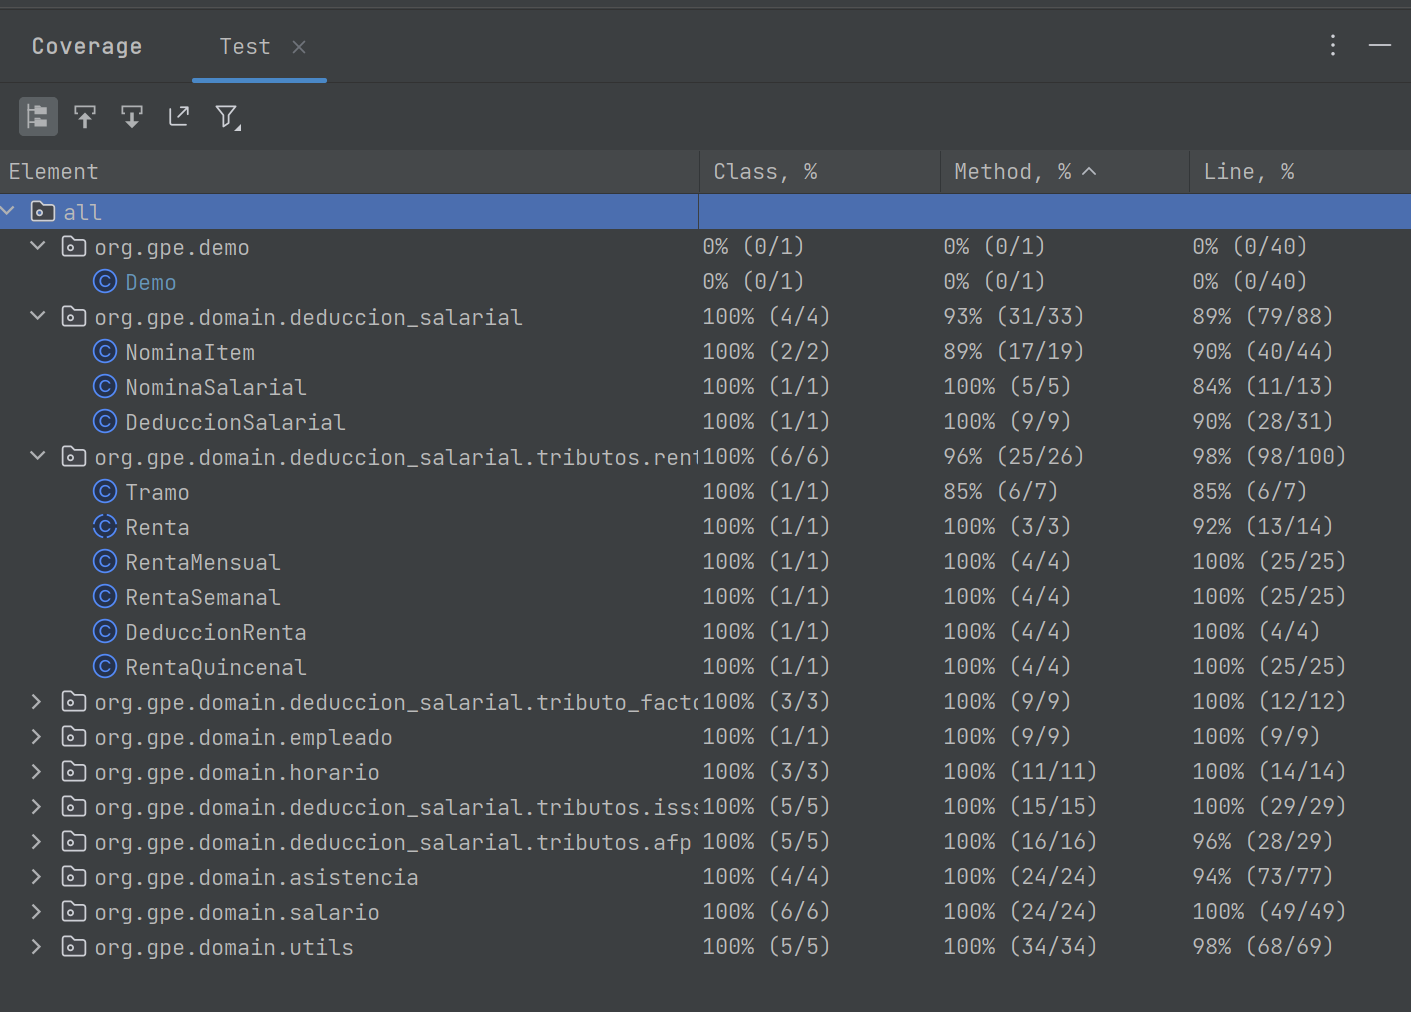 Coverage Test
Element Class, % Method, % Line, %
all
org.gpe.demo 0% (0/1) 0% (0/1) 0% (0/40)
Demo 0% (0/1) 0% (0/1) 0% (0/40)
org.gpe.domain.deduccion_salarial 100% (4/4) 93% (31/33) 89% (79/88)
NominaItem 100% (2/2) 89% (17/19) 90% (40/44)
NominaSalarial 100% (1/1) 100% (5/5) 84% (11/13)
DeduccionSalarial 100% (1/1) 100% (9/9) 90% (28/31)
org.gpe.domain.deduccion_salarial.tributos.rent 100% (6/6) 96% (25/26) 98% (98/100)
Tramo 100% (1/1) 85% (6/7) 85% (6/7)
Renta 100% (1/1) 100% (3/3) 92% (13/14)
RentaMensual 100% (1/1) 100% (4/4) 100% (25/25)
RentaSemanal 100% (1/1) 100% (4/4) 100% (25/25)
DeduccionRenta 100% (1/1) 100% (4/4) 100% (4/4)
RentaQuincenal 100% (1/1) 100% (4/4) 100% (25/25)
org.gpe.domain.deduccion_salarial.tributo_facto 100% (3/3) 100% (9/9) 100% (12/12)
org.gpe.domain.empleado 100% (1/1) 100% (9/9) 100% (9/9)
org.gpe.domain.horario 100% (3/3) 100% (11/11) 100% (14/14)
org.gpe.domain.deduccion_salarial.tributos.isss 100% (5/5) 100% (15/15) 100% (29/29)
org.gpe.domain.deduccion_salarial.tributos.afp 100% (5/5) 100% (16/16) 96% (28/29)
org.gpe.domain.asistencia 100% (4/4) 100% (24/24) 94% (73/77)
org.gpe.domain.salario 100% (6/6) 100% (24/24) 100% (49/49)
org.gpe.domain.utils 100% (5/5) 100% (34/34) 98% (68/69)